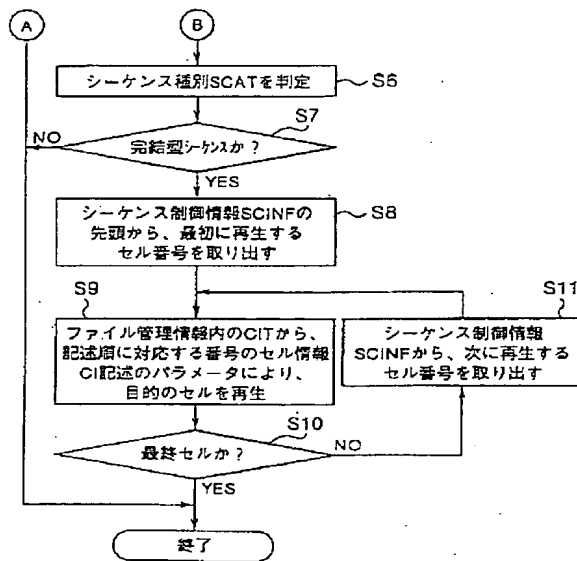 A
B
シーケンス種別SCATを判定
S6
S7
NO
完結型シーケンスか?
YES
シーケンス制御情報SCINFの
先頭から、最初に再生する
セル番号を取り出す
S8
S9
ファイル管理情報内のCITから、
記述順に対応する番号のセル情報
CI記述のパラメータにより、
目的のセルを再生
S11
シーケンス制御情報
SCINFから、次に再生する
セル番号を取り出す
S10
最終セルか?
NO
YES
終了